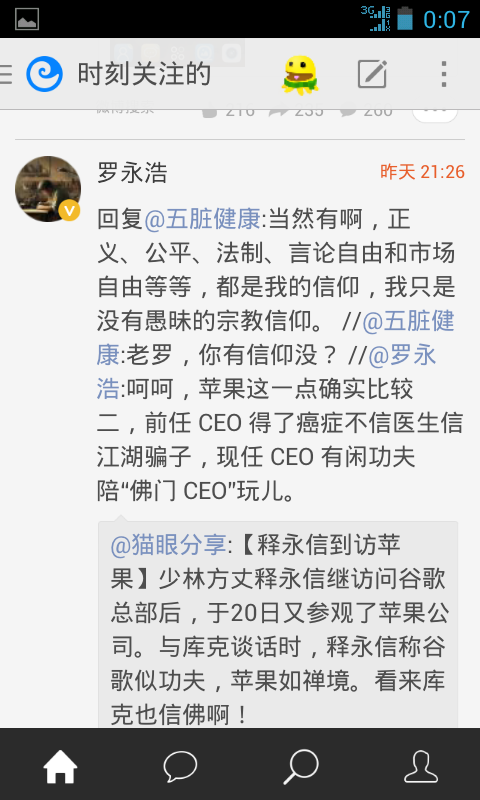 3G 0:07
时刻关注的
216 235 260
罗永浩 昨天 21:26
回复@五脏健康:当然有啊，正
义、公平、法制、言论自由和市场
自由等等，都是我的信仰，我只是
没有愚昧的宗教信仰。 //@五脏健
康:老罗，你有信仰没？ //@罗永
浩:呵呵，苹果这一点确实比较
二，前任 CEO 得了癌症不信医生信
江湖骗子，现任 CEO 有闲功夫
陪“佛门 CEO”玩儿。
@猫眼分享:【释永信到访苹
果】少林方丈释永信继访问谷歌
总部后，于20日又参观了苹果公
司。与库克谈话时，释永信称谷
歌似功夫，苹果如禅境。看来库
克也信佛啊！